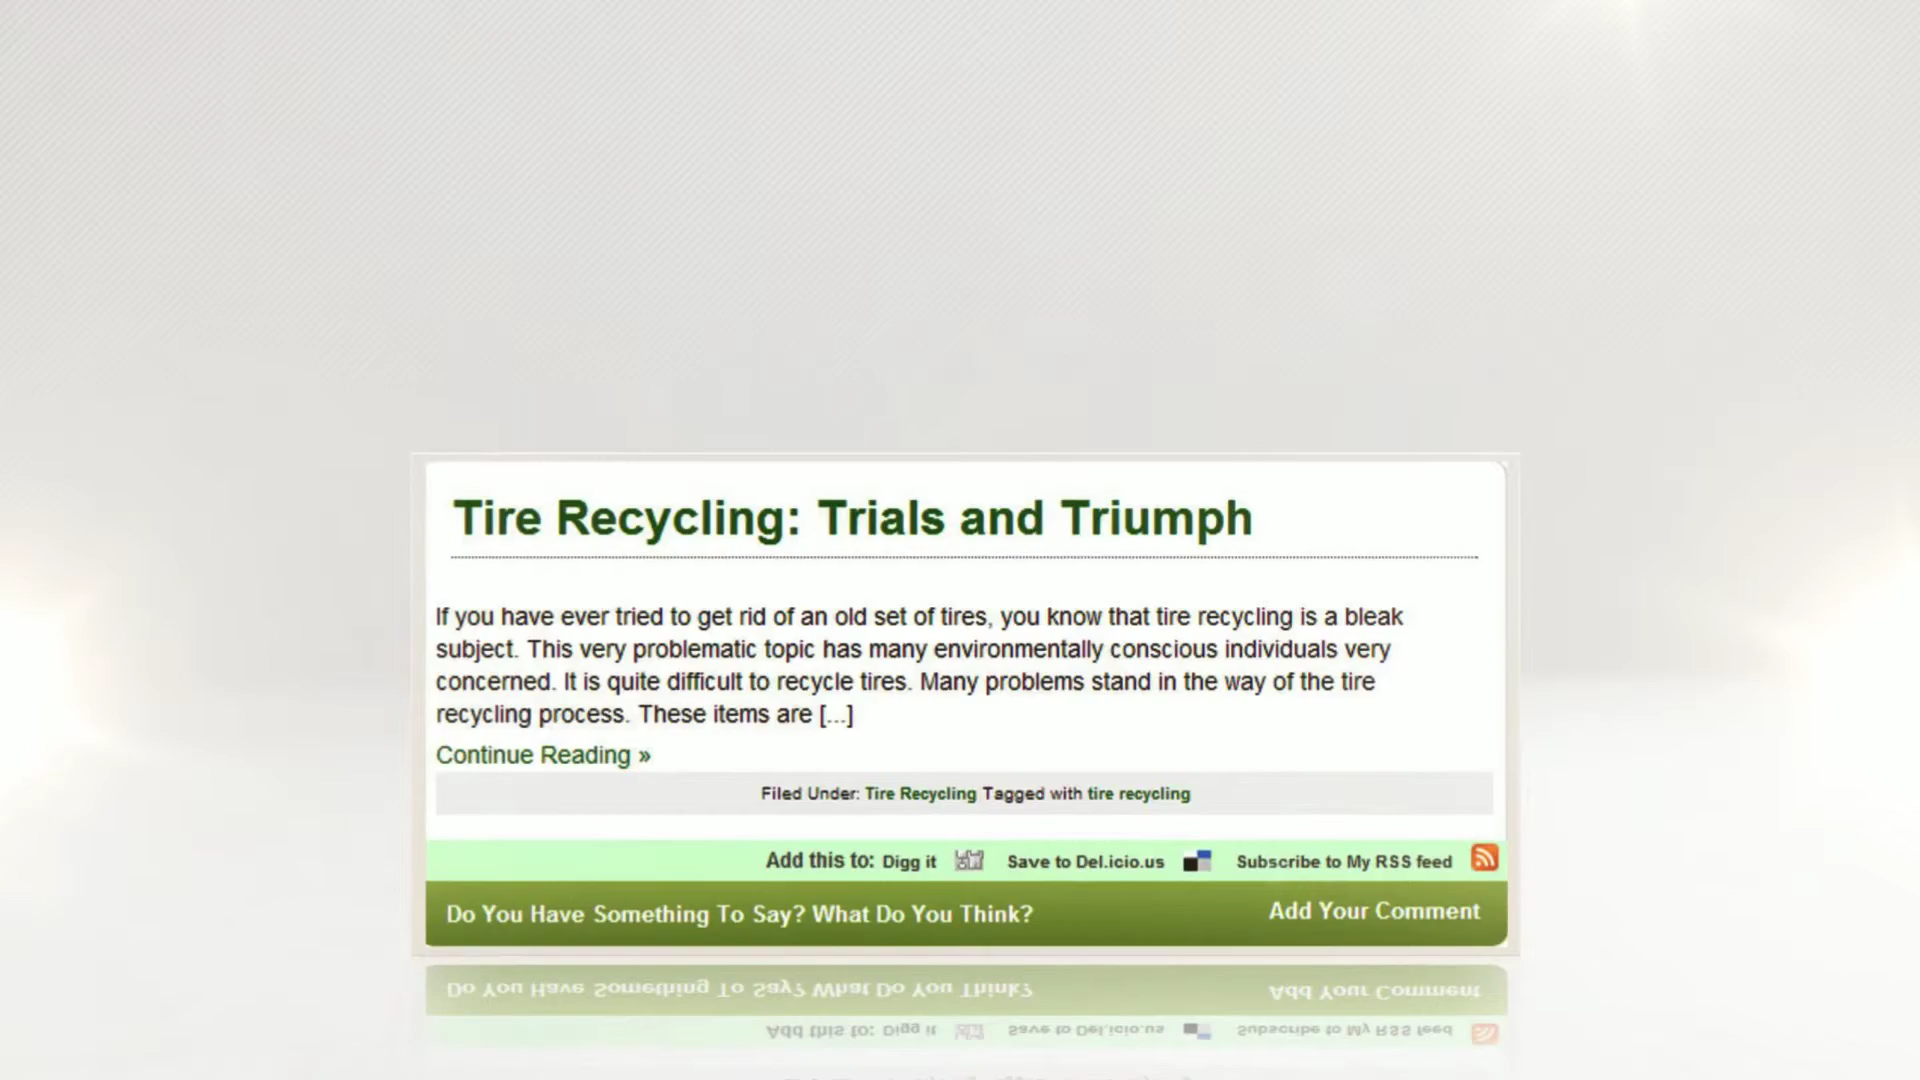 Tire Recycling: Trials and Triumph
If you have ever tried to get rid of an old set of tires, you know that tire recycling is a bleak
subject. This very problematic topic has many environmentally conscious individuals very
concerned. It is quite difficult to recycle tires. Many problems stand in the way of the tire
recycling process. These items are [...]
Continue Reading »
Filed Under: Tire Recycling Tagged with tire recycling
Add this to: Digg it Save to Del.icio.us Subscribe to My RSS feed
Do You Have Something To Say? What Do You Think? Add Your Comment